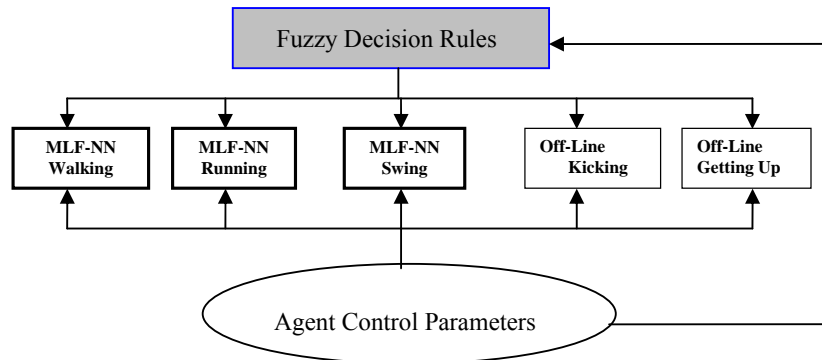 Fuzzy Decision Rules
MLF-NN
Walking
MLF-NN
Running
MLF-NN
Swing
Off-Line
Kicking
Off-Line
Getting Up
Agent Control Parameters